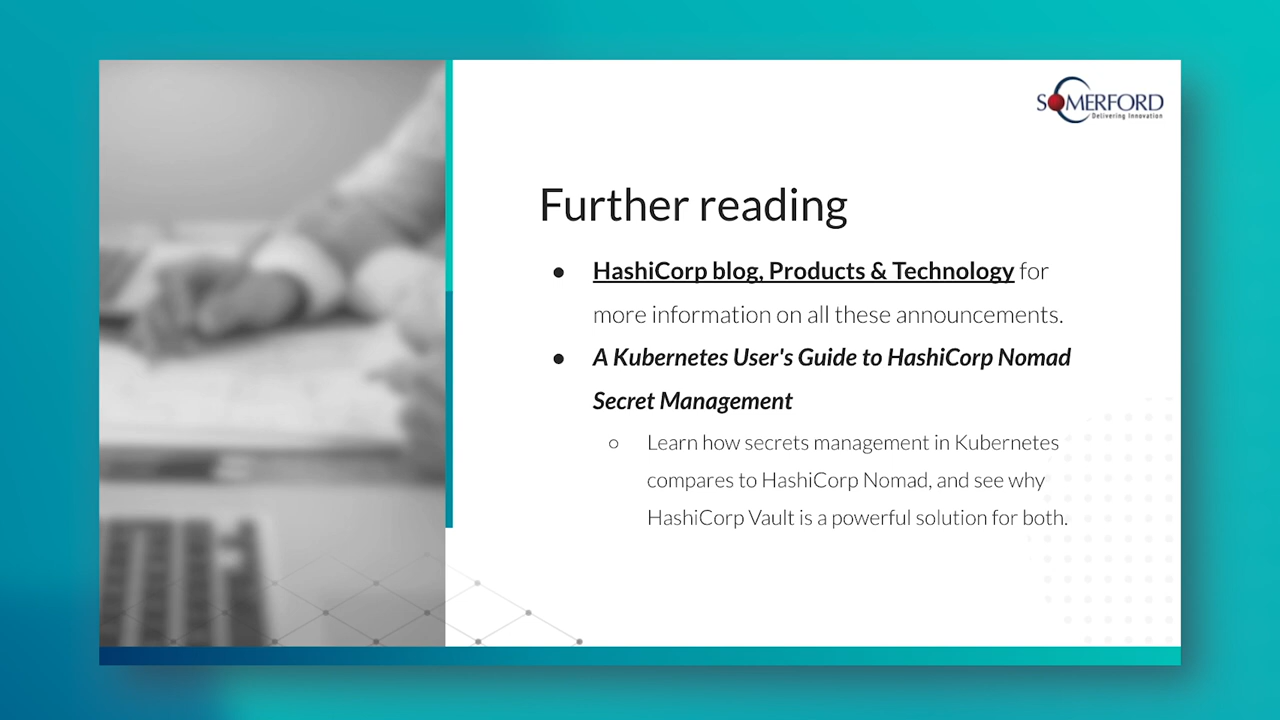 SOMERFORD
Delivering Innovation
Further reading
● HashiCorp blog, Products & Technology for
more information on all these announcements.
● A Kubernetes User's Guide to HashiCorp Nomad
Secret Management
○ Learn how secrets management in Kubernetes
compares to HashiCorp Nomad, and see why
HashiCorp Vault is a powerful solution for both.